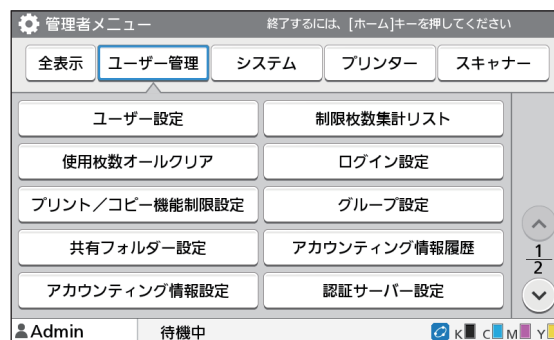 管理者メニュー 終了するには、[ホーム]キーを押してください
全表示 ユーザー管理 システム プリンター スキャナー
ユーザー設定 制限枚数集計リスト
使用枚数オールクリア ログイン設定
プリント／コピー機能制限設定 グループ設定
共有フォルダー設定 アカウンティング情報履歴
アカウンティング情報設定 認証サーバー設定
1
2
Admin 待機中 K C M Y